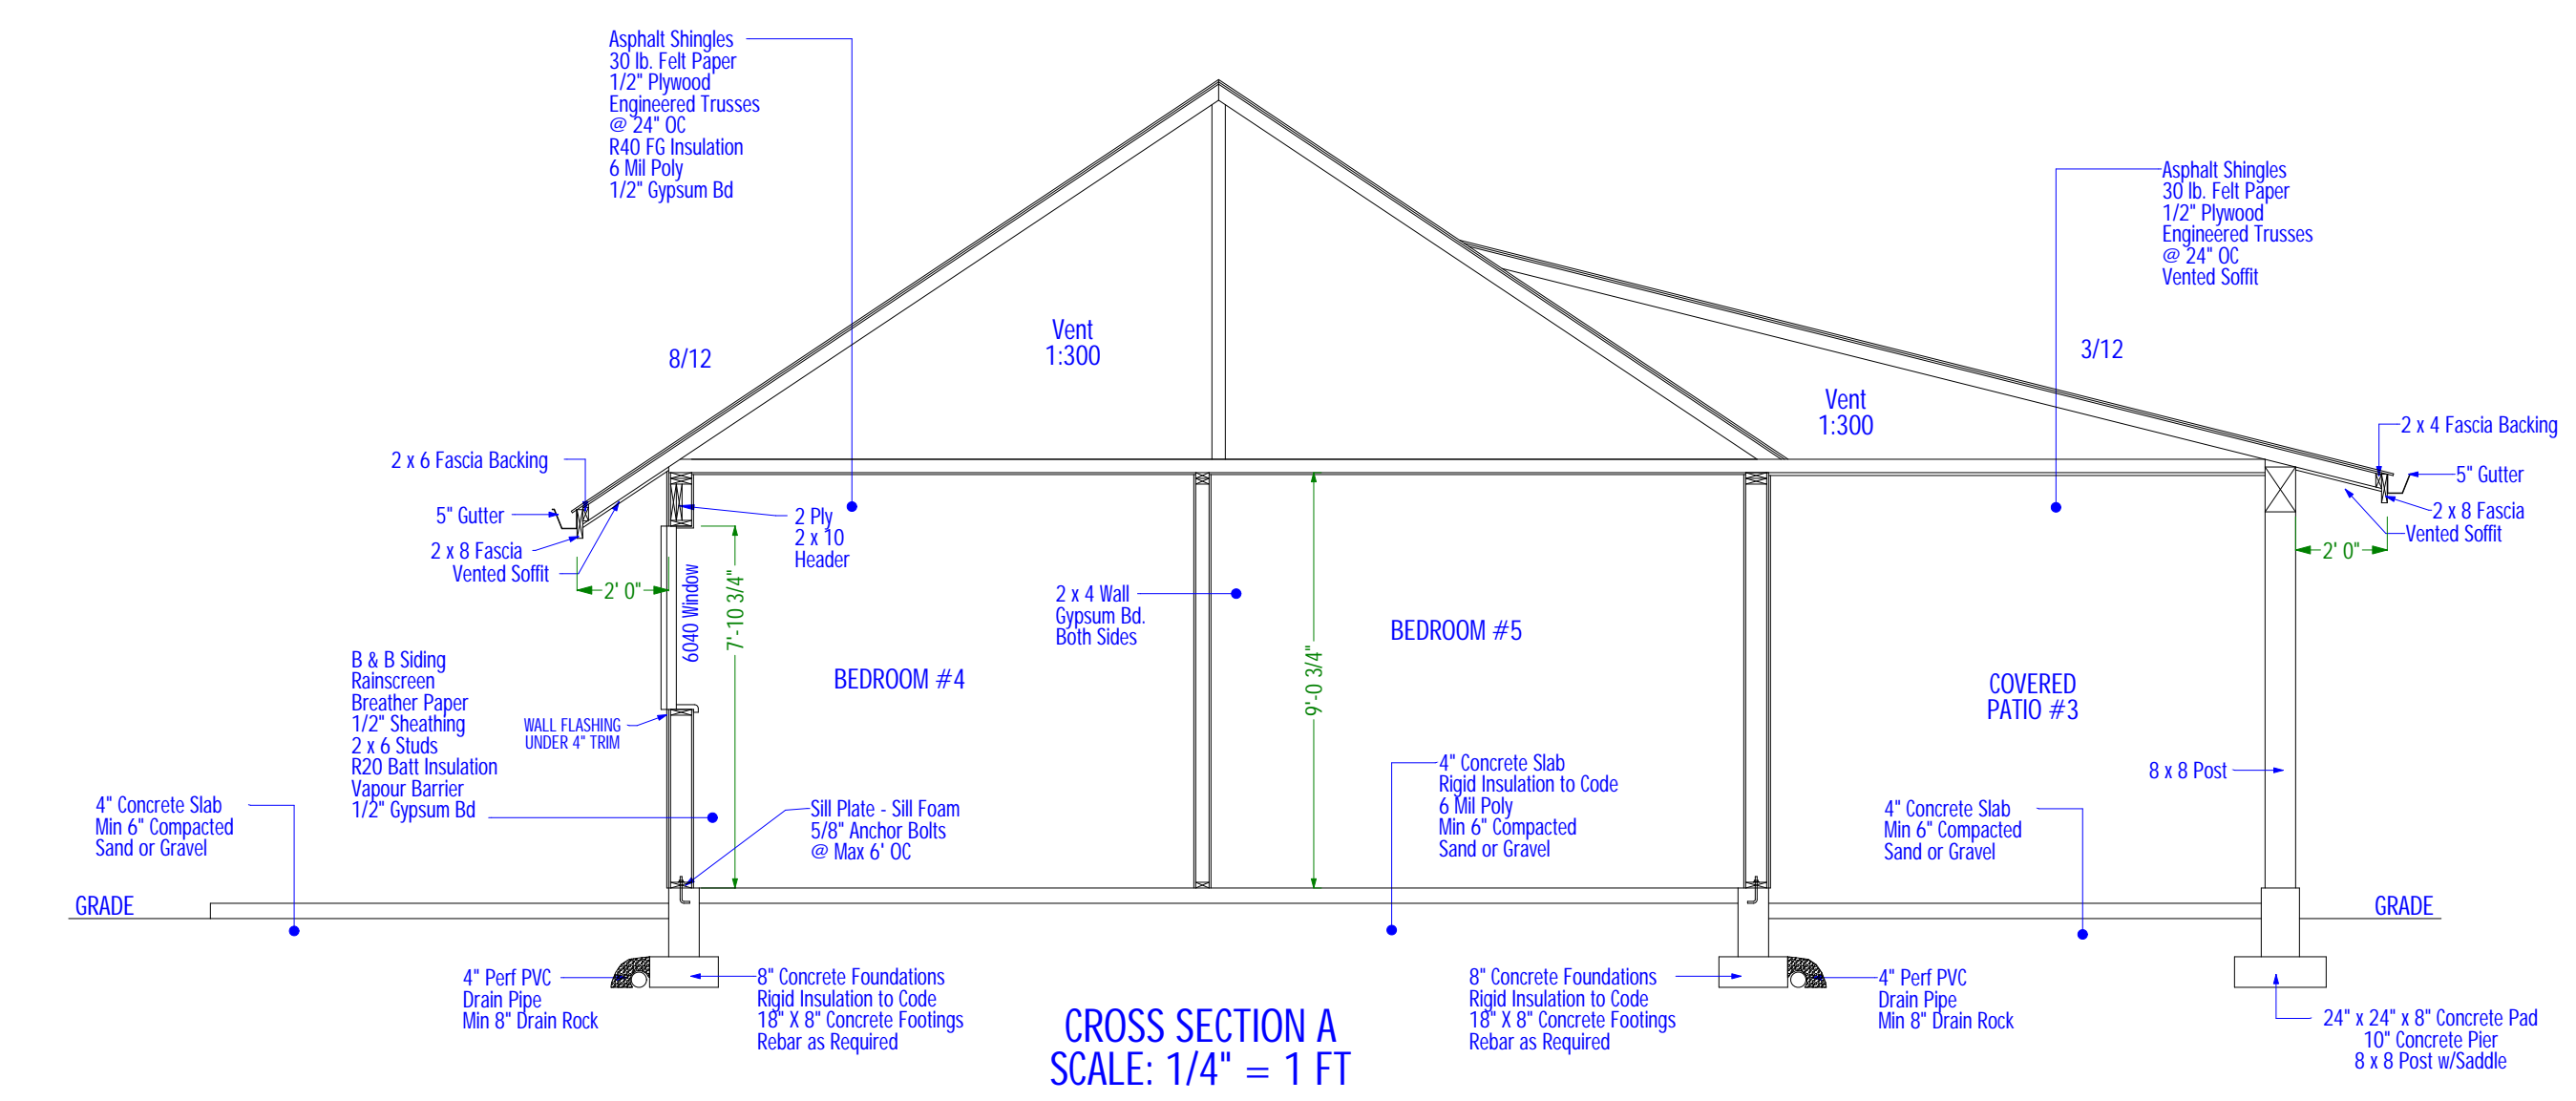 Asphalt Shingles
30 lb. Felt Paper
1/2" Plywood
Engineered Trusses
@ 24" OC
R40 FG Insulation
6 Mil Poly
1/2" Gypsum Bd
Asphalt Shingles
30 lb. Felt Paper
1/2" Plywood
Engineered Trusses
@ 24" OC
Vented Soffit
8/12
Vent
1:300
3/12
Vent
1:300
2 x 6 Fascia Backing
5" Gutter
2 x 8 Fascia
Vented Soffit
2' 0"
2 Ply
2 x 10
Header
6040 Window
7'-10 3/4"
2 x 4 Wall
Gypsum Bd.
Both Sides
9'-0 3/4"
2 x 4 Fascia Backing
5" Gutter
2 x 8 Fascia
Vented Soffit
2' 0"
BEDROOM #4
BEDROOM #5
COVERED
PATIO #3
B & B Siding
Rainscreen
Breather Paper
1/2" Sheathing
2 x 6 Studs
R20 Batt Insulation
Vapour Barrier
1/2" Gypsum Bd
WALL FLASHING
UNDER 4" TRIM
4" Concrete Slab
Min 6" Compacted
Sand or Gravel
Sill Plate - Sill Foam
5/8" Anchor Bolts
@ Max 6' OC
4" Concrete Slab
Rigid Insulation to Code
6 Mil Poly
Min 6" Compacted
Sand or Gravel
8 x 8 Post
4" Concrete Slab
Min 6" Compacted
Sand or Gravel
GRADE
GRADE
4" Perf PVC
Drain Pipe
Min 8" Drain Rock
8" Concrete Foundations
Rigid Insulation to Code
18" X 8" Concrete Footings
Rebar as Required
8" Concrete Foundations
Rigid Insulation to Code
18" X 8" Concrete Footings
Rebar as Required
4" Perf PVC
Drain Pipe
Min 8" Drain Rock
24" x 24" x 8" Concrete Pad
10" Concrete Pier
8 x 8 Post w/Saddle
CROSS SECTION A
SCALE: 1/4" = 1 FT